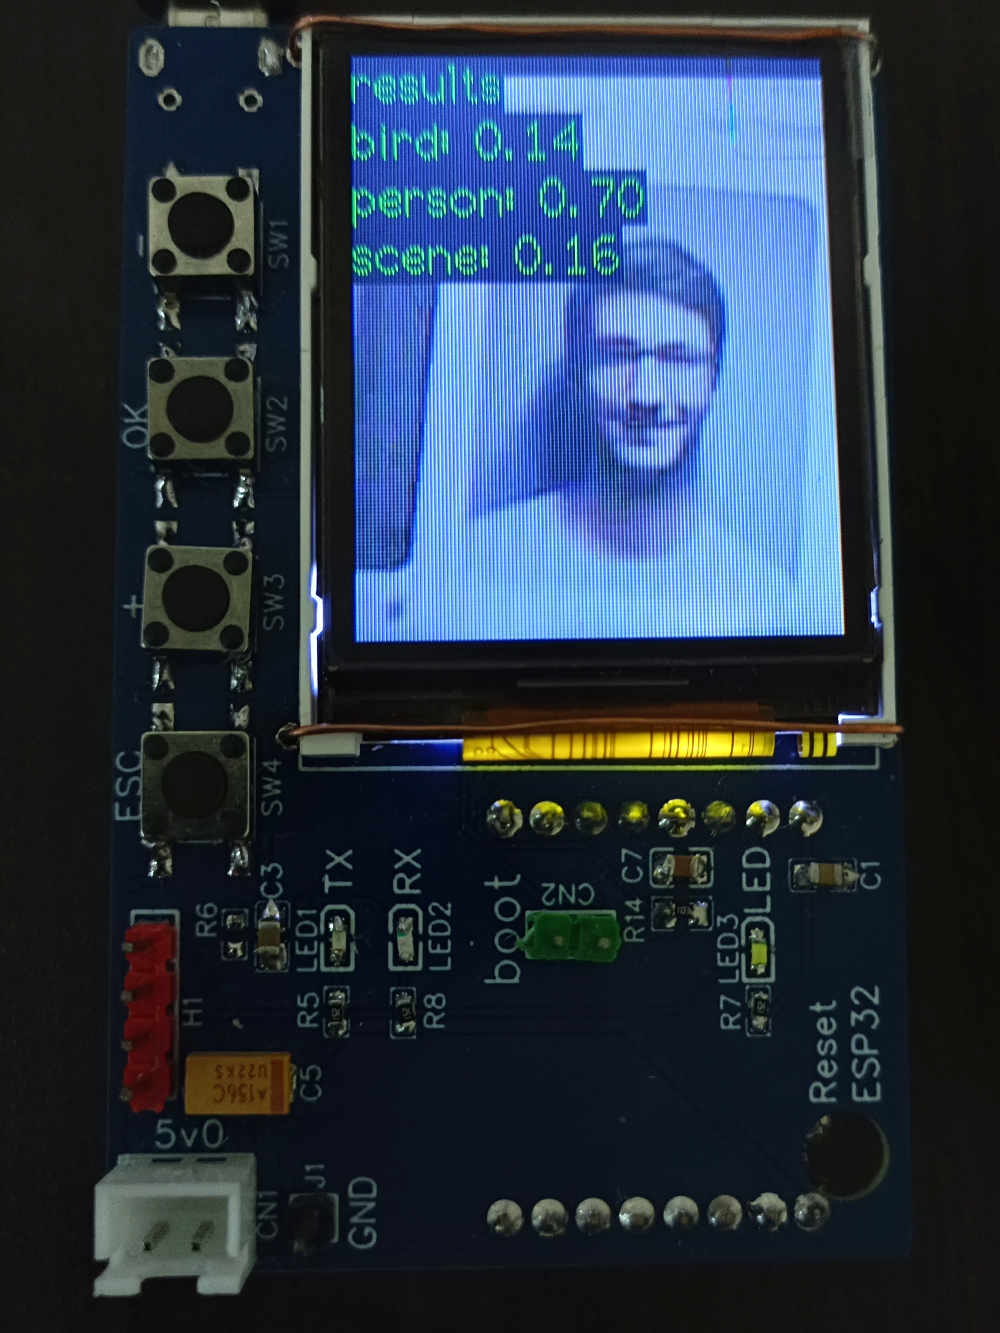 results
bird: 0.14
person: 0.70
scene: 0.16
-
SW1
OK
SW2
+
SW3
ESC
SW4
C3
R6
LED1
TX
RX
LED2
R5
R8
H1
boot
CN2
C7
R14
LED
LED3
C1
R7
Reset
ESP32
A156C
U22KS
C5
5v0
CN1
J1
GND